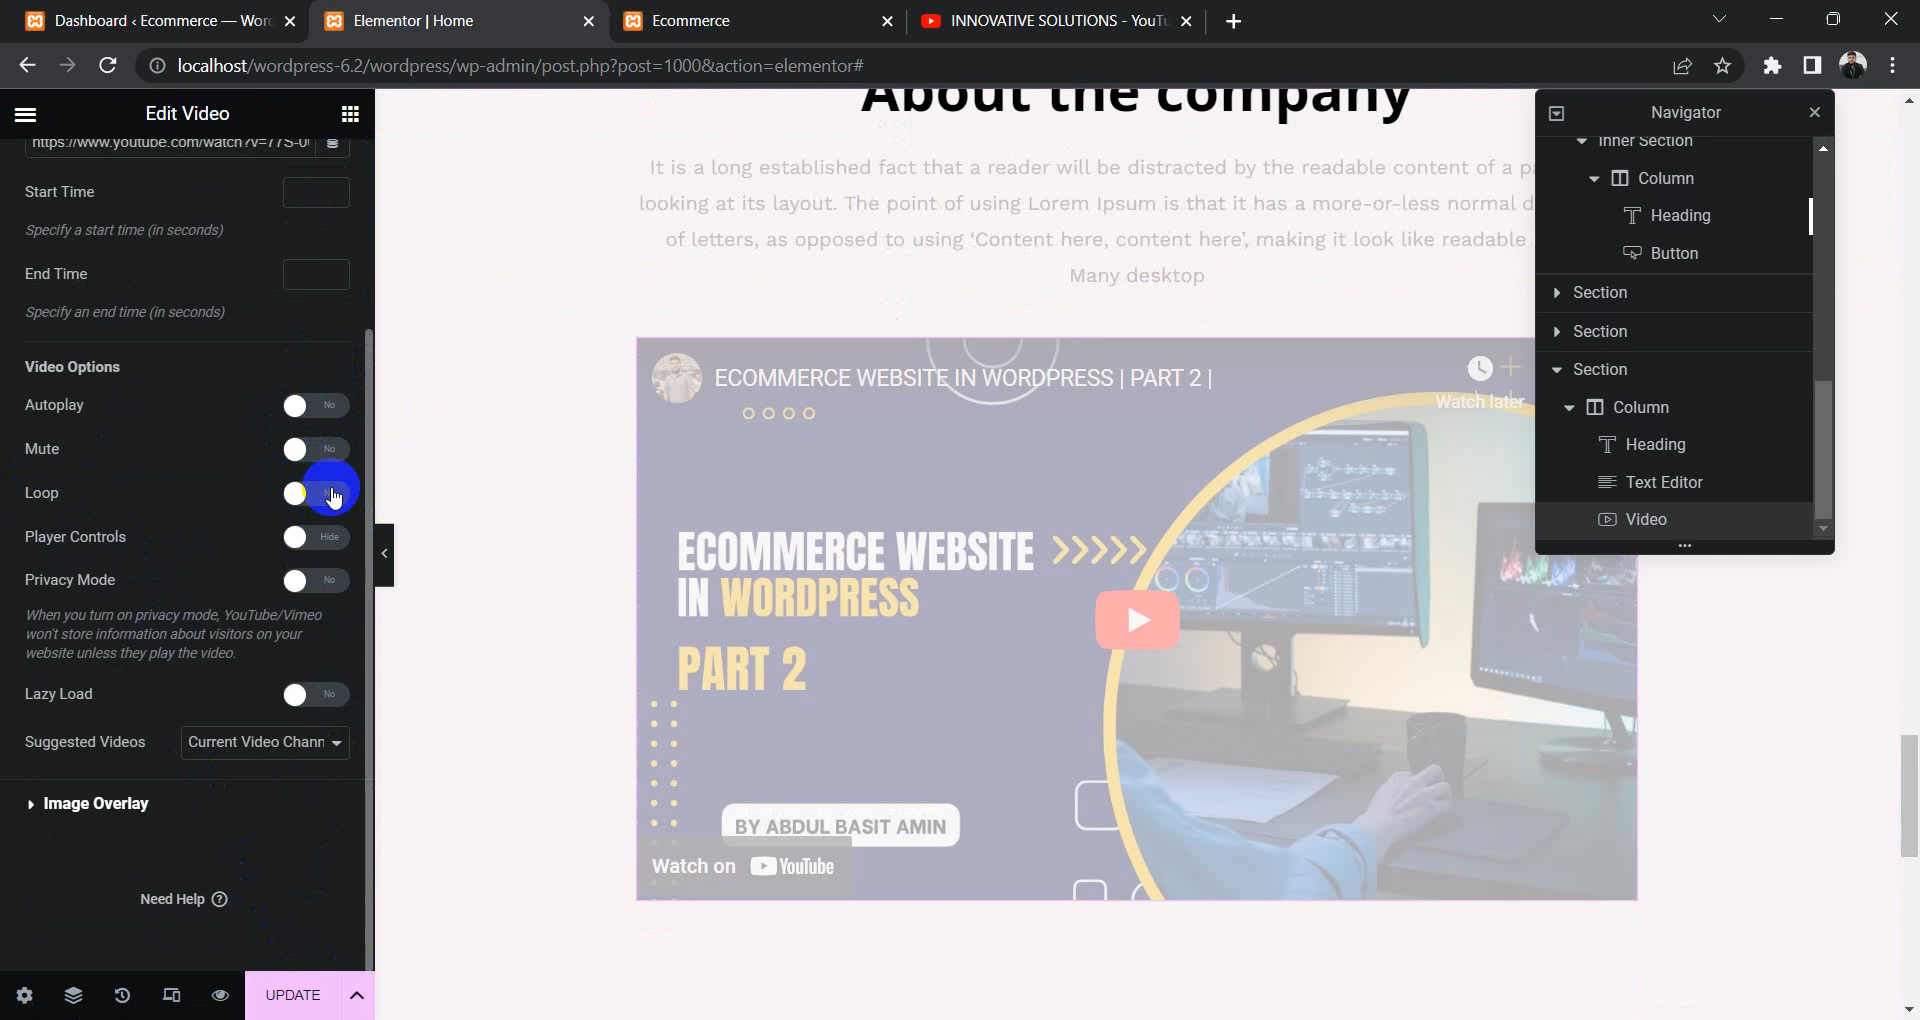 Dashboard ‹ Ecommerce — Wor
Elementor | Home
Ecommerce
INNOVATIVE SOLUTIONS - YouTu
localhost/wordpress-6.2/wordpress/wp-admin/post.php?post=1000&action=elementor#
Edit Video
Start Time
Specify a start time (in seconds)
End Time
Specify an end time (in seconds)
Video Options
Autoplay
No
Mute
No
Loop
Player Controls
Hide
Privacy Mode
No
When you turn on privacy mode, YouTube/Vimeo
won't store information about visitors on your
website unless they play the video.
Lazy Load
No
Suggested Videos
Current Video Chann
Image Overlay
Need Help
UPDATE
About the company
It is a long established fact that a reader will be distracted by the readable content of a
looking at its layout. The point of using Lorem Ipsum is that it has a more-or-less normal
of letters, as opposed to using ‘Content here, content here’, making it look like readable
Many desktop
ECOMMERCE WEBSITE IN WORDPRESS | PART 2 |
Watch later
ECOMMERCE WEBSITE
IN WORDPRESS
PART 2
BY ABDUL BASIT AMIN
Watch on YouTube
Navigator
Inner Section
Column
Heading
Button
Section
Section
Section
Column
Heading
Text Editor
Video